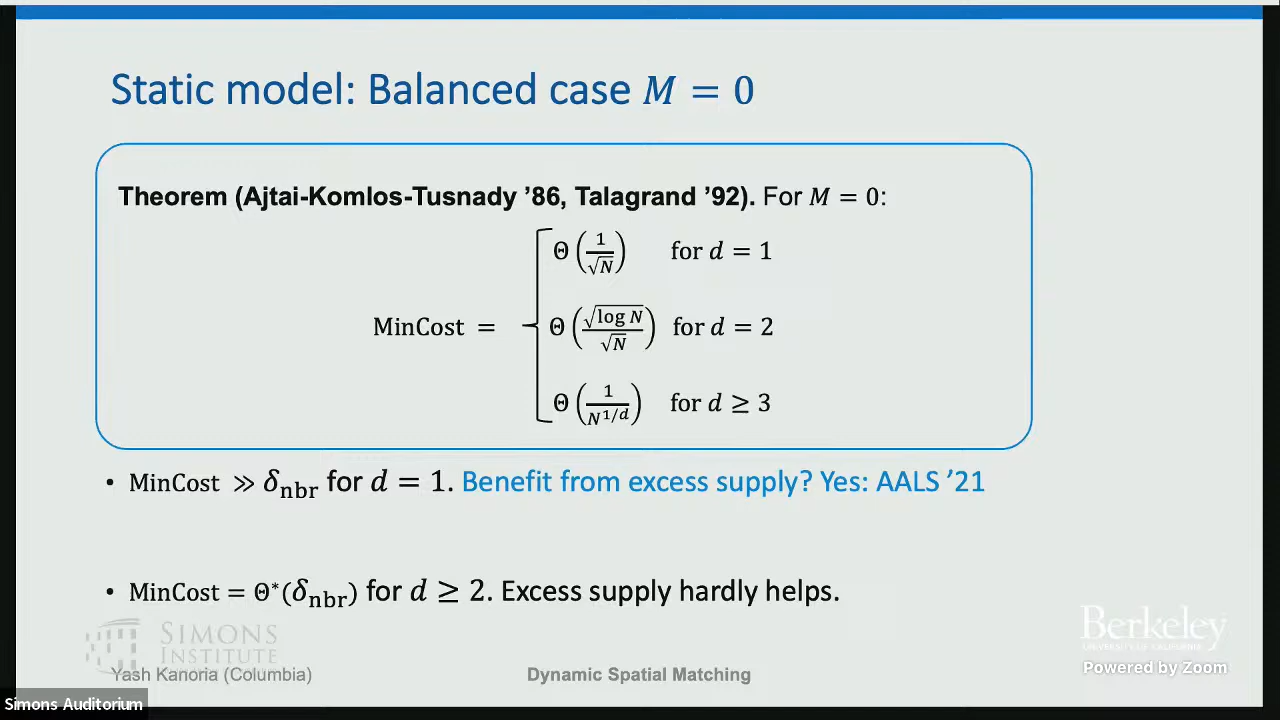 Static model: Balanced case 𝑀 = 0
Theorem (Ajtai-Komlos-Tusnady ’86, Talagrand ’92). For 𝑀 = 0:
MinCost = { Θ(1/√N) for d = 1
Θ(√log N/√N) for d = 2
Θ(1/N^{1/d}) for d ≥ 3
• MinCost ≫ δ_nbr for d = 1. Benefit from excess supply? Yes: AALS ’21
• MinCost = Θ*(δ_nbr) for d ≥ 2. Excess supply hardly helps.
SIMONS
INSTITUTE
Berkeley
UNIVERSITY OF CALIFORNIA
Powered by Zoom
Yash Kanoria (Columbia)
Dynamic Spatial Matching
Simons Auditorium